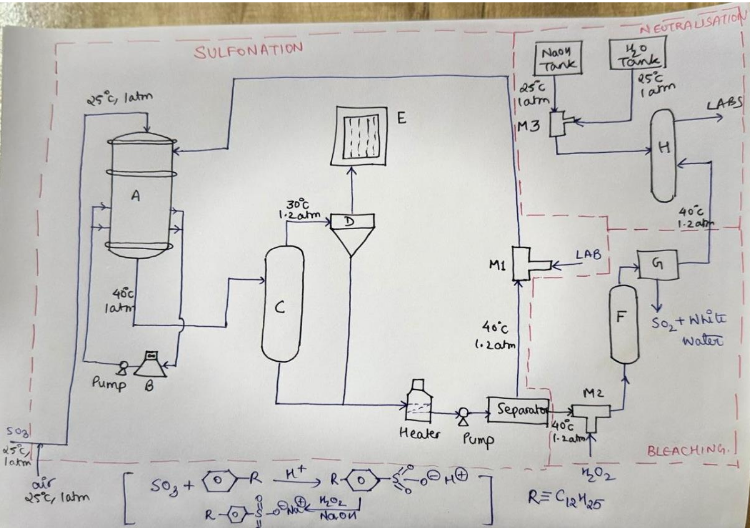 SULFONATION
NEUTRALISATION
NaOH
Tank
H2O
Tank
25°C
1atm
25°C
1atm
M3
H
LABS
25°C, 1atm
A
E
30°C
1.2atm
D
C
40°C
1atm
M1
LAB
40°C
1.2atm
40°C
1.2atm
G
F
SO2 + White
Water
Pump
B
Heater
Pump
Separator
40°C
1.2atm
M2
BLEACHING.
H2O2
SO3
25°C,
1atm
air
25°C, 1atm
SO3 + R H+ R S O O O⊖ H⊕
R S O O O⊖Na⊕ H2O2
NaOH
R ≡ C12H25